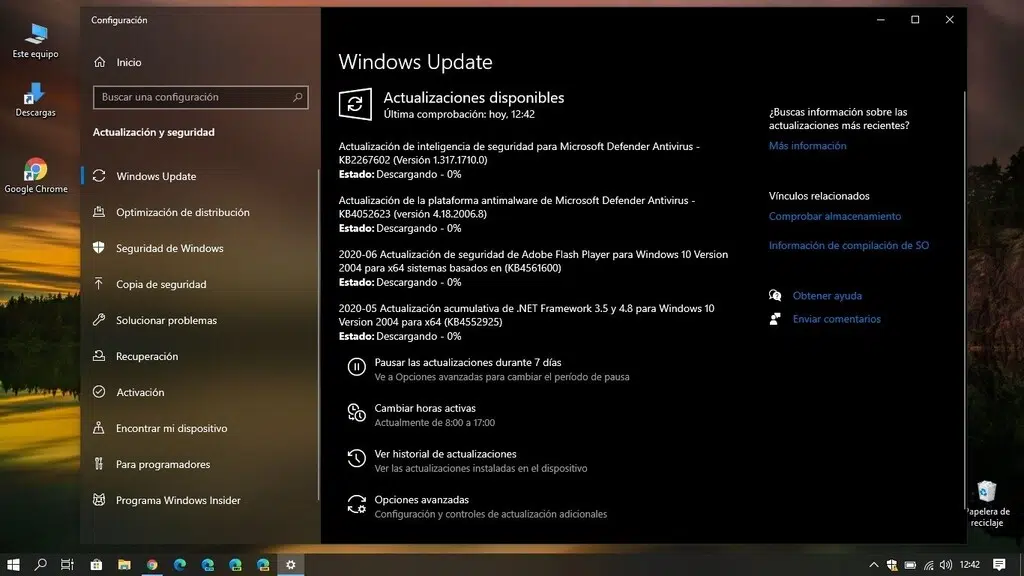 Este equipo
Descargas
Google Chrome
Configuración
Inicio
Buscar una configuración
Actualización y seguridad
Windows Update
Optimización de distribución
Seguridad de Windows
Copia de seguridad
Solucionar problemas
Recuperación
Activación
Encontrar mi dispositivo
Para programadores
Programa Windows Insider
Windows Update
Actualizaciones disponibles
Última comprobación: hoy, 12:42
Actualización de inteligencia de seguridad para Microsoft Defender Antivirus -
KB2267602 (Versión 1.317.1710.0)
Estado: Descargando - 0%
Actualización de la plataforma antimalware de Microsoft Defender Antivirus -
KB4052623 (versión 4.18.2006.8)
Estado: Descargando - 0%
2020-06 Actualización de seguridad de Adobe Flash Player para Windows 10 Version
2004 para x64 sistemas basados en (KB4561600)
Estado: Descargando - 0%
2020-05 Actualización acumulativa de .NET Framework 3.5 y 4.8 para Windows 10
Version 2004 para x64 (KB4552925)
Estado: Descargando - 0%
Pausar las actualizaciones durante 7 días
Ve a Opciones avanzadas para cambiar el período de pausa
Cambiar horas activas
Actualmente de 8:00 a 17:00
Ver historial de actualizaciones
Ver las actualizaciones instaladas en el dispositivo
Opciones avanzadas
Configuración y controles de actualización adicionales
¿Buscas información sobre las
actualizaciones más recientes?
Más información
Vínculos relacionados
Comprobar almacenamiento
Información de compilación de SO
Obtener ayuda
Enviar comentarios
Papelera de
reciclaje
12:42